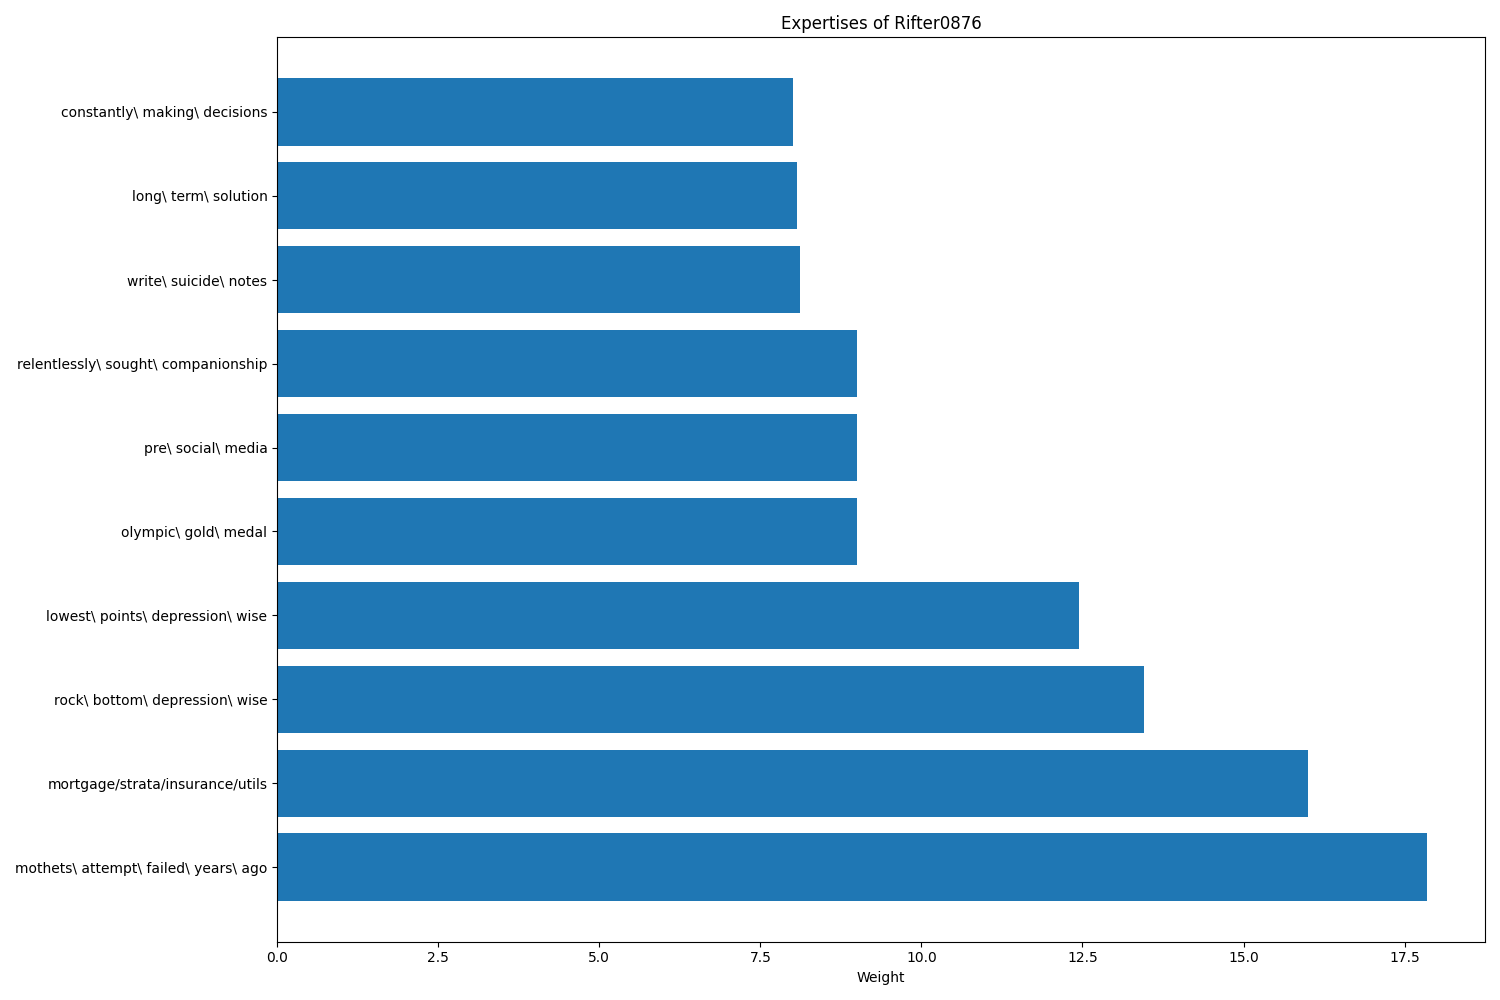 Expertises of Rifter0876
constantly\ making\ decisions
long\ term\ solution
write\ suicide\ notes
relentlessly\ sought\ companionship
pre\ social\ media
olympic\ gold\ medal
lowest\ points\ depression\ wise
rock\ bottom\ depression\ wise
mortgage/strata/insurance/utils
mothets\ attempt\ failed\ years\ ago
0.0 2.5 5.0 7.5 10.0 12.5 15.0 17.5
Weight